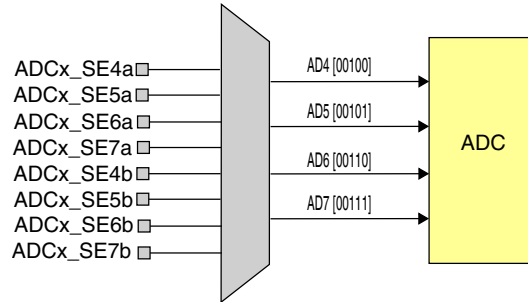 ADCx_SE4a
ADCx_SE5a
ADCx_SE6a
ADCx_SE7a
ADCx_SE4b
ADCx_SE5b
ADCx_SE6b
ADCx_SE7b
AD4 [00100]
AD5 [00101]
AD6 [00110]
AD7 [00111]
ADC